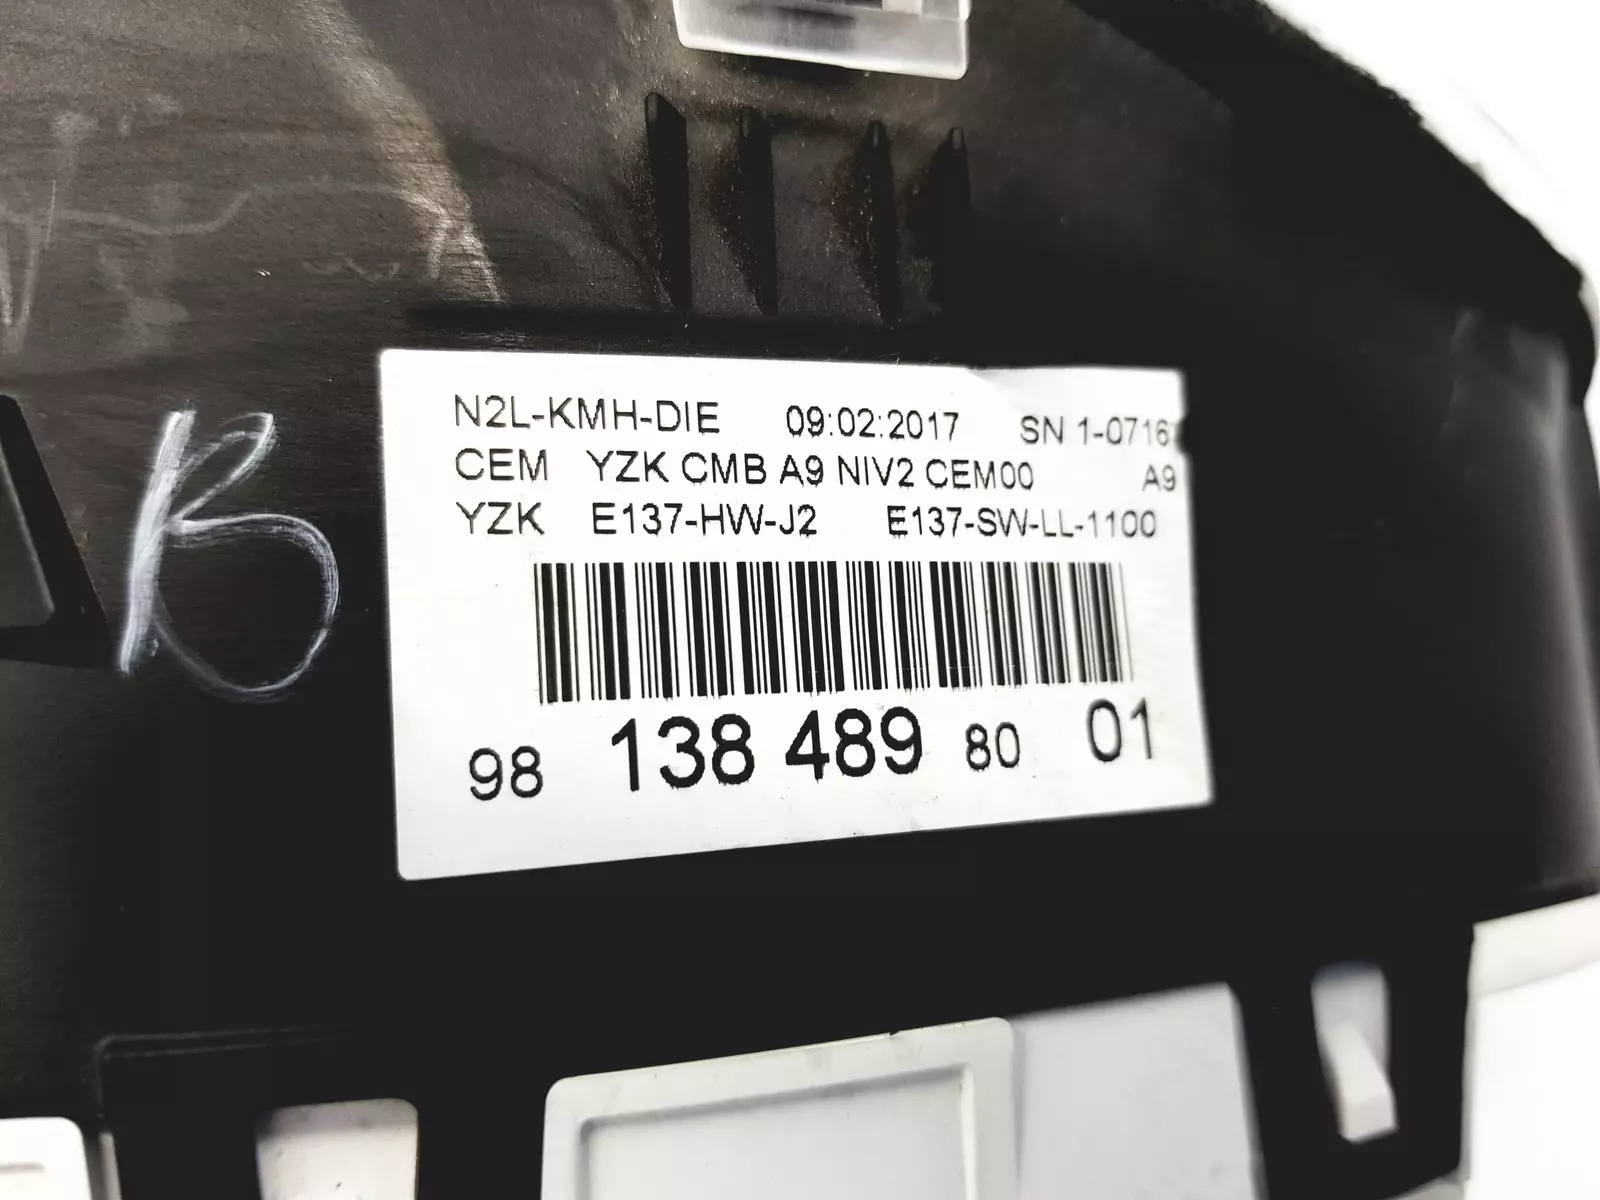 N2L-KMH-DIE 09:02:2017 SN 1-0716
CEM YZK CMB A9 NIV2 CEM00 A9
YZK E137-HW-J2 E137-SW-LL-1100
B
98 138 489 80 01